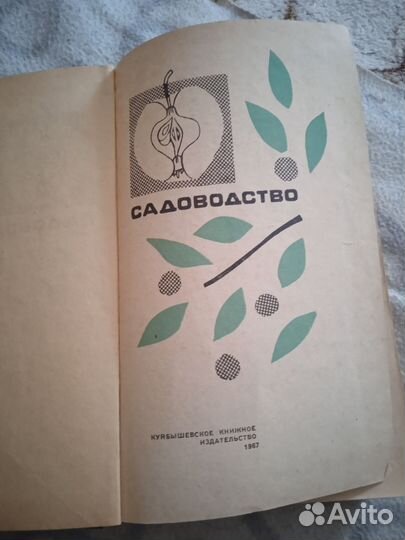 САДОВОДСТВО
КУЙБЫШЕВСКОЕ КНИЖНОЕ
ИЗДАТЕЛЬСТВО
1967
Avito